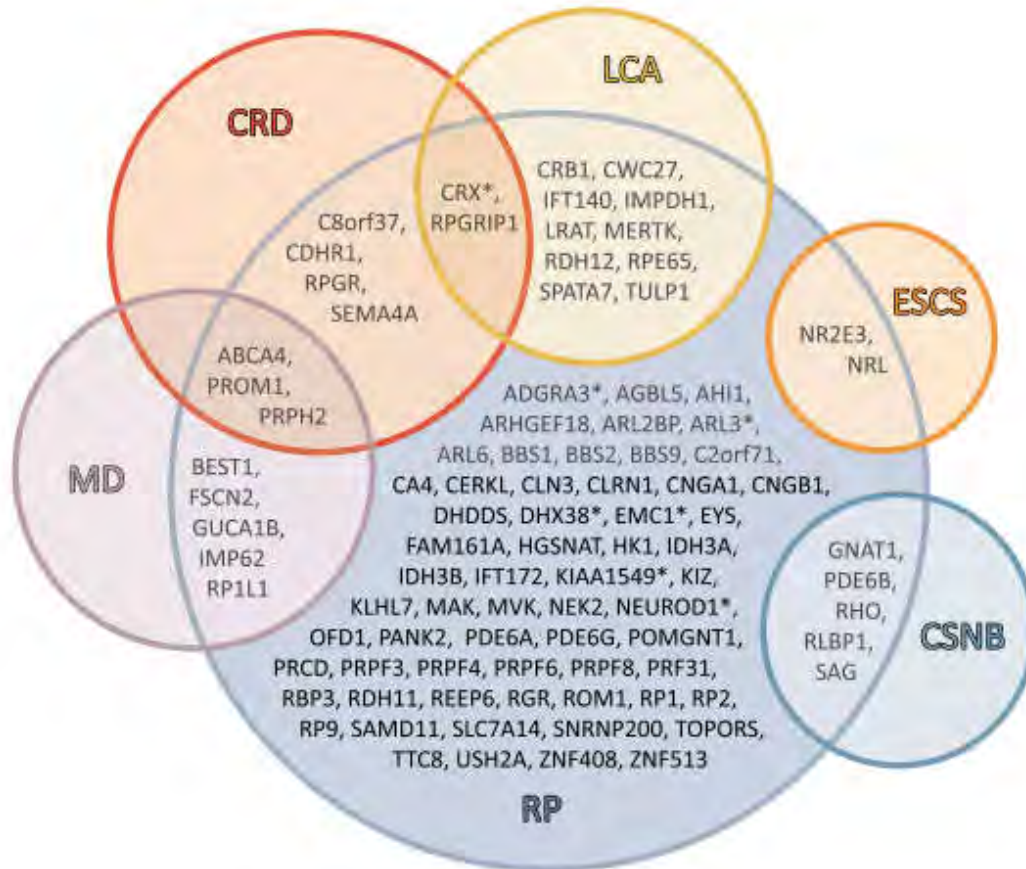 LCA
CRD
CRB1, CWC27,
IFT140, IMPDH1,
LRAT, MERTK,
RDH12, RPE65,
SPATA7, TULP1
CRX*,
RPGRIP1
C8orf37,
CDHR1,
RPGR,
SEMA4A
ESCS
NR2E3,
NRL
ABCA4,
PROM1,
PRPH2
MD
BEST1,
FSCN2,
GUCA1B,
IMP62
RP1L1
ADGRA3*, AGBL5, AHI1,
ARHGEF18, ARL2BP, ARL3*,
ARL6, BBS1, BBS2, BBS9, C2orf71,
CA4, CERKL, CLN3, CLRN1, CNGA1, CNGB1,
DHDDS, DHX38*, EMC1*, EYS,
FAM161A, HGSNAT, HK1, IDH3A,
IDH3B, IFT172, KIAA1549*, KIZ,
KLHL7, MAK, MVK, NEK2, NEUROD1*,
OFD1, PANK2, PDE6A, PDE6G, POMGNT1,
PRCD, PRPF3, PRPF4, PRPF6, PRPF8, PRF31,
RBP3, RDH11, REEP6, RGR, ROM1, RP1, RP2,
RP9, SAMD11, SLC7A14, SNRNP200, TOPORS,
TTC8, USH2A, ZNF408, ZNF513
GNAT1,
PDE6B,
RHO,
RLBP1,
SAG
CSNB
RP